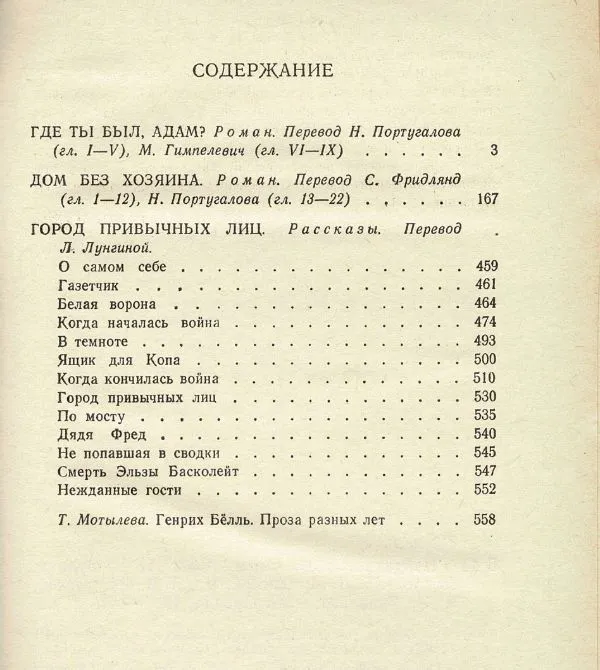 СОДЕРЖАНИЕ
ГДЕ ТЫ БЫЛ, АДАМ? Роман. Перевод Н. Португалова
(гл. I—V), М. Гимпелевич (гл. VI—IX) . . . . . . 3
ДОМ БЕЗ ХОЗЯИНА. Роман. Перевод С. Фридлянд
(гл. 1—12), Н. Португалова (гл. 13—22) . . . . . . 167
ГОРОД ПРИВЫЧНЫХ ЛИЦ. Рассказы. Перевод
Л. Лунгиной.
О самом себе . . . . . . . . . . . . . . . 459
Газетчик . . . . . . . . . . . . . . . . . 461
Белая ворона . . . . . . . . . . . . . . . 464
Когда началась война . . . . . . . . . . . . 474
В темноте . . . . . . . . . . . . . . . . 493
Ящик для Копа . . . . . . . . . . . . . . 500
Когда кончилась война . . . . . . . . . . . . 510
Город привычных лиц . . . . . . . . . . . . 530
По мосту . . . . . . . . . . . . . . . . . 535
Дядя Фред . . . . . . . . . . . . . . . . 540
Не попавшая в сводки . . . . . . . . . . . . 545
Смерть Эльзы Басколейт . . . . . . . . . . . 547
Нежданные гости . . . . . . . . . . . . . . 552
Т. Мотылева. Генрих Бёлль. Проза разных лет . . . . 558